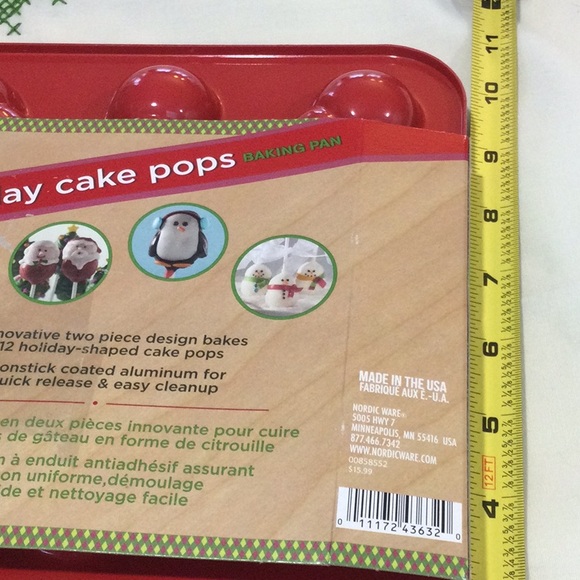 ay cake pops BAKING PAN
novative two piece design bakes
12 holiday-shaped cake pops
onstick coated aluminum for
uick release & easy cleanup
en deux pièces innovante pour cuire
s de gâteau en forme de citrouille
n à enduit antiadhésif assurant
on uniforme,démoulage
ide et nettoyage facile
MADE IN THE USA
FABRIQUÉ AUX É.-U.A.
NORDIC WARE®
5005 HWY 7
MINNEAPOLIS, MN 55416 USA
877.466.7342
WWW.NORDICWARE.COM
00858552
$15.99
0 11172 43632 0
11
10
9
8
7
6
5
12FT
4